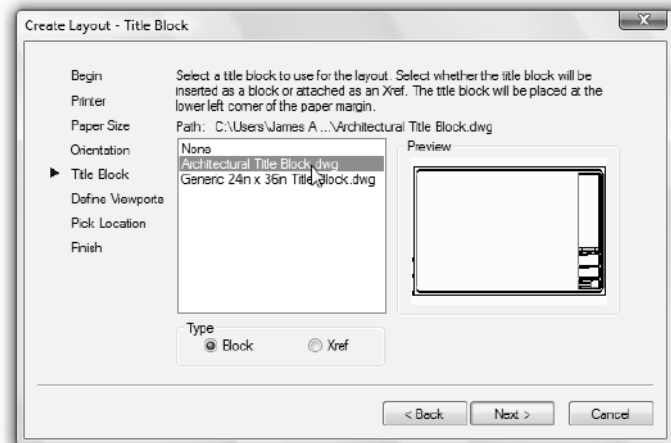 Create Layout - Title Block
X
Begin
Printer
Paper Size
Orientation
Title Block
Define Viewports
Pick Location
Finish
Select a title block to use for the layout. Select whether the title block will be
inserted as a block or attached as an Xref. The title block will be placed at the
lower left corner of the paper margin.
Path: C:\Users\James A ...\Architectural Title Block.dwg
None
Architectural Title Block.dwg
Generic 24in x 36in Title Block.dwg
Preview
Type
Block
Xref
< Back
Next >
Cancel